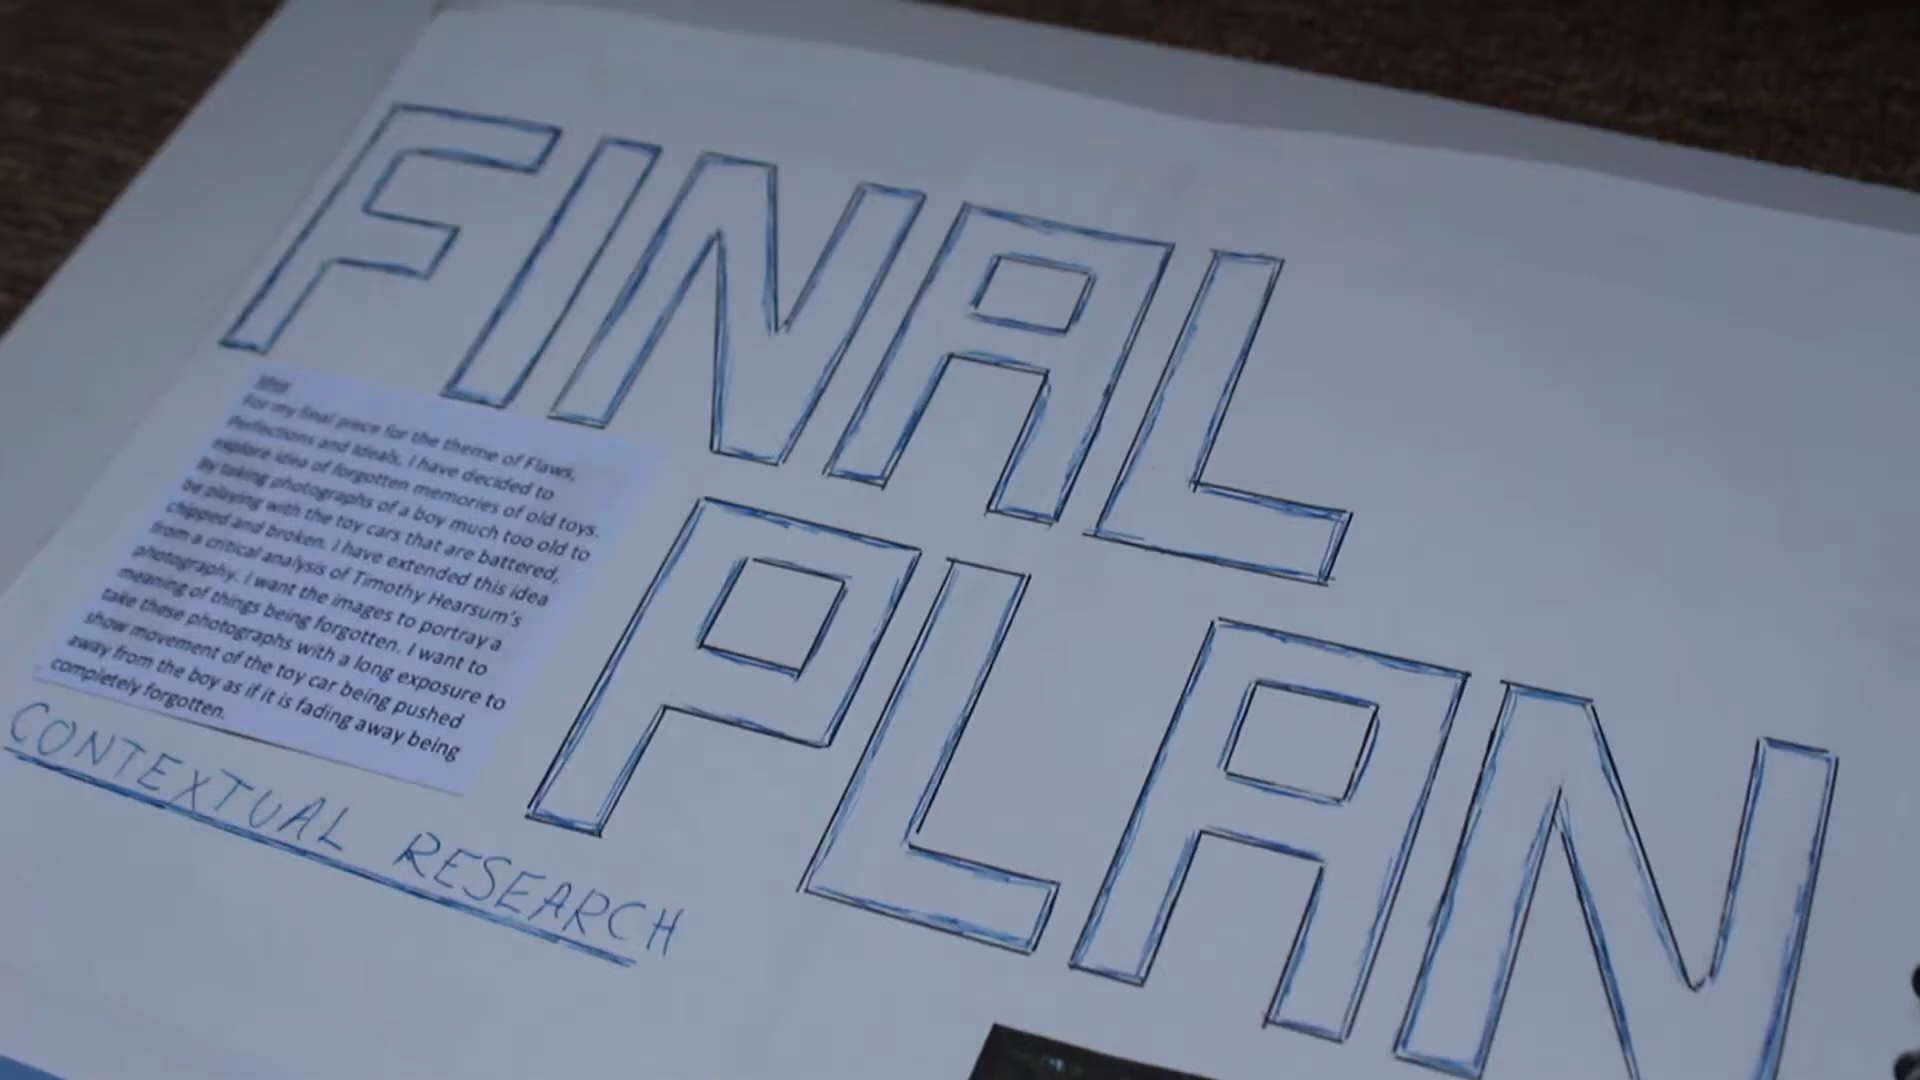 FINAL
PLAN
Idea
For my final piece for the theme of Flaws,
Perfections and Ideals, I have decided to
explore idea of forgotten memories of old toys.
By taking photographs of a boy much too old to
be playing with the toy cars that are battered,
chipped and broken. I have extended this idea
from a critical analysis of Timothy Hearsum's
photography. I want the images to portray a
meaning of things being forgotten. I want to
take these photographs with a long exposure to
show movement of the toy car being pushed
away from the boy as if it is fading away being
completely forgotten.
CONTEXTUAL RESEARCH